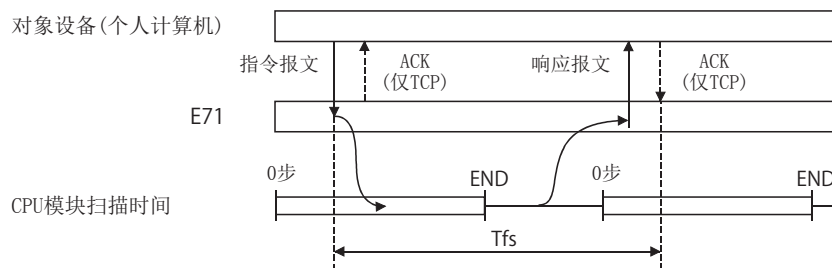 对象设备(个人计算机)
指令报文
ACK
(仅TCP)
响应报文
ACK
(仅TCP)
E71
0步
END
0步
END
CPU模块扫描时间
Tfs